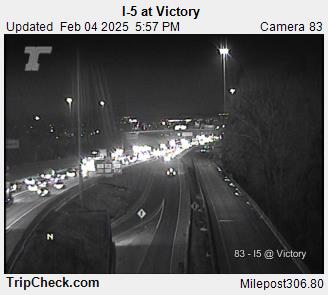 I-5 at Victory
Updated  Feb 04 2025  5:57 PM    Camera 83
T
N
83 - I5 @ Victory
TripCheck.com    Milepost306.80